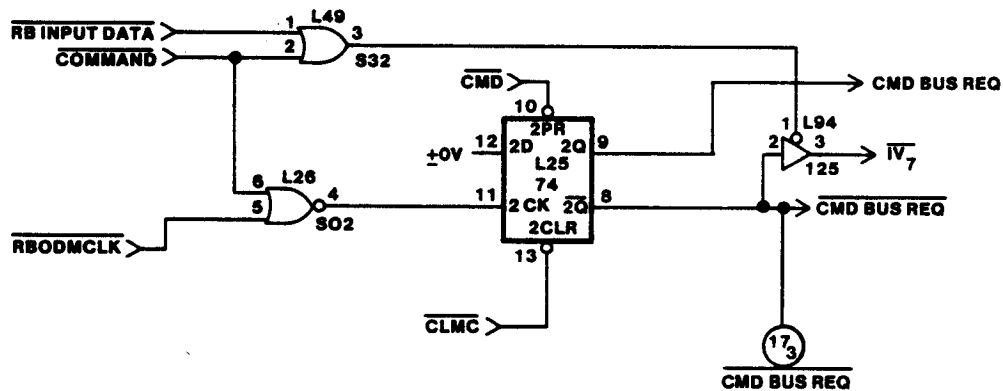 L49
RB INPUT DATA
1
3
COMMAND
2
S32
CMD
CMD BUS REQ
10
1
L94
2PR
12
2D
2Q
9
2
3
IV7
±0V
L25
125
L26
74
6
4
11
2 CK
2Q
8
CMD BUS REQ
5
SO2
2CLR
RBODMCLK
13
CLMC
17 3
CMD BUS REQ